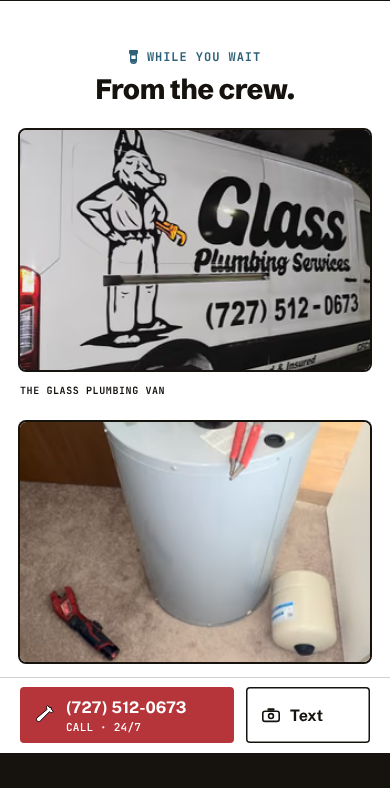 WHILE YOU WAIT
From the crew.
Glass
Plumbing Services
(727) 512-0673
& Insured
THE GLASS PLUMBING VAN
(727) 512-0673
CALL · 24/7
Text